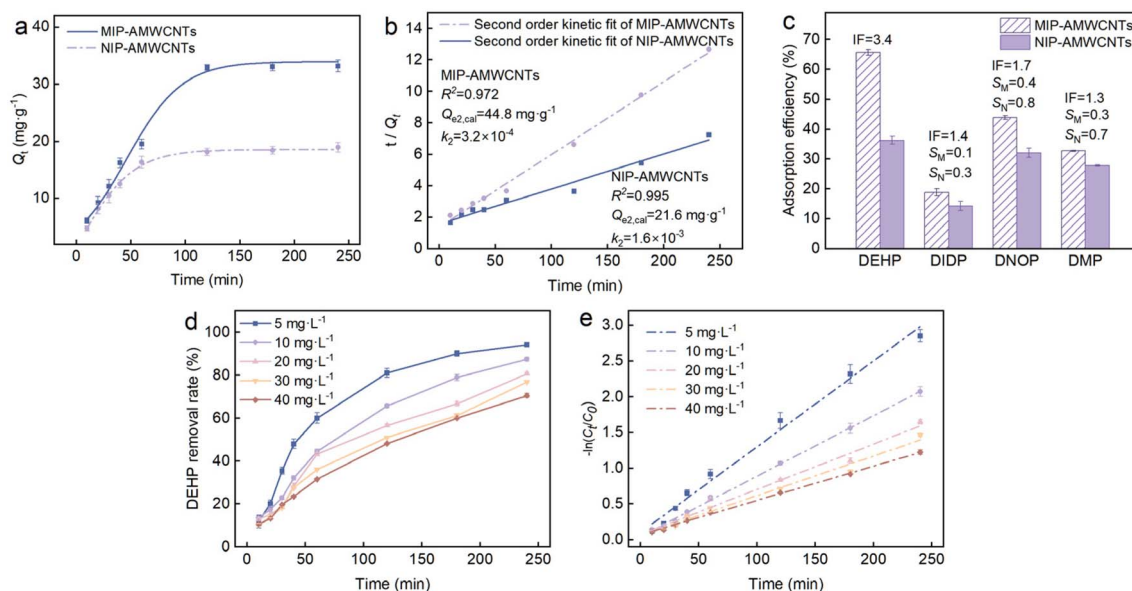 a
MIP-AMWCNTs
NIP-AMWCNTs
40
30
20
10
0
Qt (mg·g-1)
0 50 100 150 200 250
Time (min)
b
Second order kinetic fit of MIP-AMWCNTs
Second order kinetic fit of NIP-AMWCNTs
MIP-AMWCNTs
R2=0.972
Qe2,cal=44.8 mg·g-1
k2=3.2×10-4
NIP-AMWCNTs
R2=0.995
Qe2,cal=21.6 mg·g-1
k2=1.6×10-3
14
12
10
8
6
4
2
0
t / Qt
0 50 100 150 200 250
Time (min)
c
MIP-AMWCNTs
NIP-AMWCNTs
IF=3.4
IF=1.4
SM=0.1
SN=0.3
IF=1.7
SM=0.4
SN=0.8
IF=1.3
SM=0.3
SN=0.7
80
70
60
50
40
30
20
10
0
Adsorption efficiency (%)
DEHP DIDP DNOP DMP
d
5 mg·L-1
10 mg·L-1
20 mg·L-1
30 mg·L-1
40 mg·L-1
100
80
60
40
20
0
DEHP removal rate (%)
0 50 100 150 200 250
Time (min)
e
5 mg·L-1
10 mg·L-1
20 mg·L-1
30 mg·L-1
40 mg·L-1
3.0
2.5
2.0
1.5
1.0
0.5
0.0
-ln(Ct/C0)
0 50 100 150 200 250
Time (min)